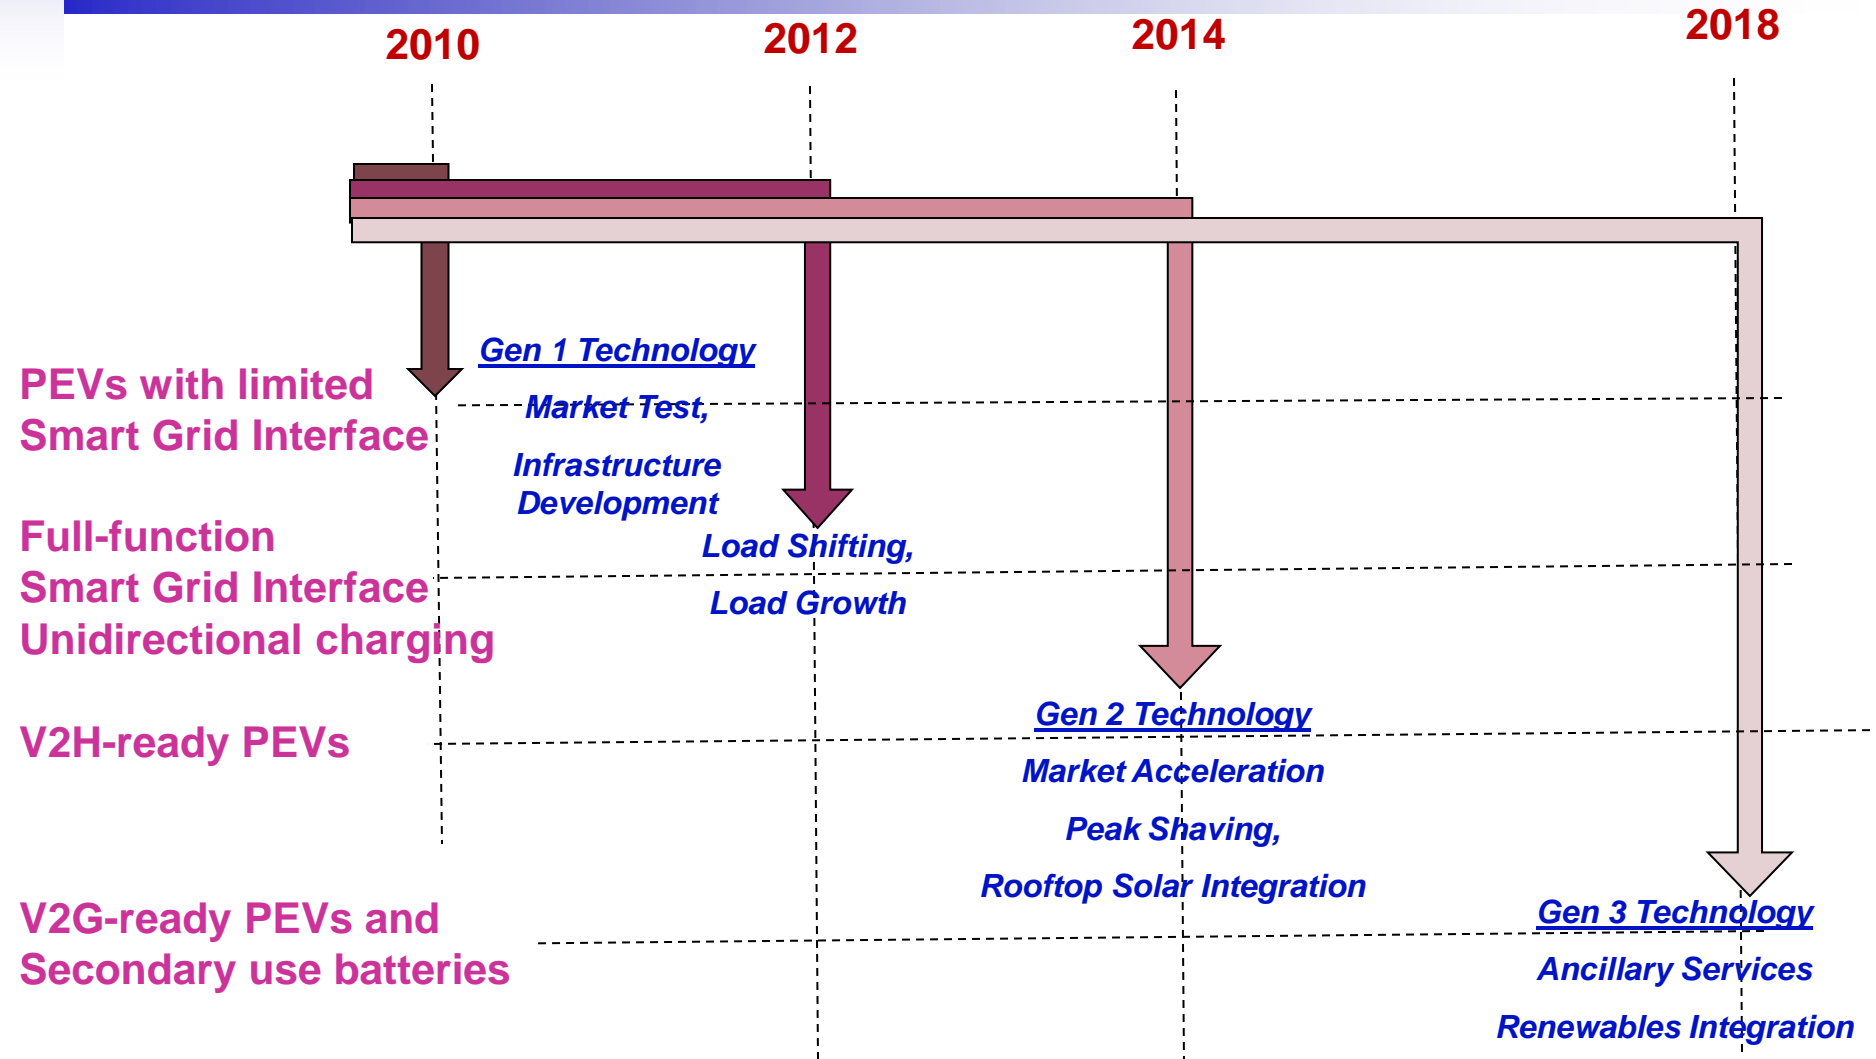 2010
2012
2014
2018
PEVs with limited
Smart Grid Interface
Full-function
Smart Grid Interface
Unidirectional charging
V2H-ready PEVs
V2G-ready PEVs and
Secondary use batteries
Gen 1 Technology
Market Test,
Infrastructure
Development
Load Shifting,
Load Growth
Gen 2 Technology
Market Acceleration
Peak Shaving,
Rooftop Solar Integration
Gen 3 Technology
Ancillary Services
Renewables Integration